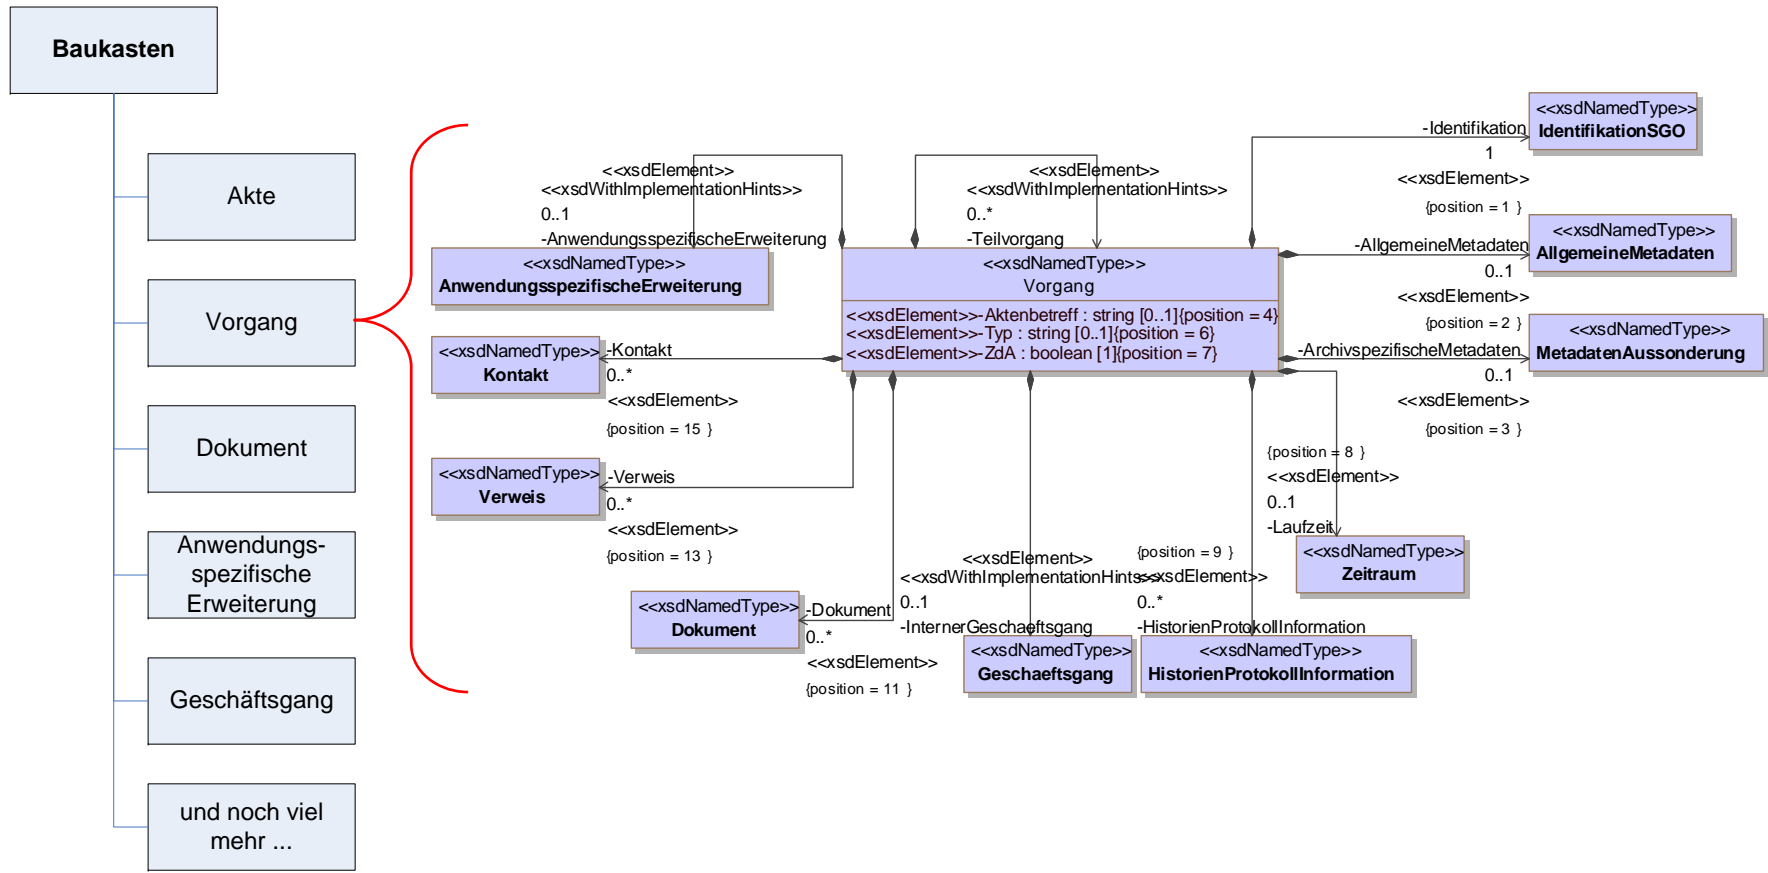 Baukasten
Akte
Vorgang
Dokument
Anwendungs-
spezifische
Erweiterung
Geschäftsgang
und noch viel
mehr ...
<<xsdElement>>
<<xsdWithImplementationHints>>
0..1
-AnwendungsspezifischeErweiterung
<<xsdNamedType>>
AnwendungsspezifischeErweiterung
<<xsdElement>>
<<xsdWithImplementationHints>>
0..*
-Teilvorgang
<<xsdNamedType>>
Vorgang
<<xsdElement>>-Aktenbetreff : string [0..1]{position = 4}
<<xsdElement>>-Typ : string [0..1]{position = 6}
<<xsdElement>>-ZdA : boolean [1]{position = 7}
-Identifikation
1
<<xsdElement>>
{position = 1 }
<<xsdNamedType>>
IdentifikationSGO
-AllgemeineMetadaten
0..1
<<xsdElement>>
{position = 2 }
<<xsdNamedType>>
AllgemeineMetadaten
-ArchivspezifischeMetadaten
0..1
<<xsdElement>>
{position = 3 }
<<xsdNamedType>>
MetadatenAussonderung
<<xsdNamedType>>
Kontakt
-Kontakt
0..*
<<xsdElement>>
{position = 15 }
<<xsdNamedType>>
Verweis
-Verweis
0..*
<<xsdElement>>
{position = 13 }
<<xsdNamedType>>
Dokument
-Dokument
0..*
<<xsdElement>>
{position = 11 }
<<xsdElement>>
<<xsdWithImplementationHints>>
0..1
-InternerGeschaeftsgang
<<xsdNamedType>>
Geschaeftsgang
{position = 9 }
<<xsdElement>>
0..*
-HistorienProtokollInformation
<<xsdNamedType>>
HistorienProtokollInformation
{position = 8 }
<<xsdElement>>
0..1
-Laufzeit
<<xsdNamedType>>
Zeitraum